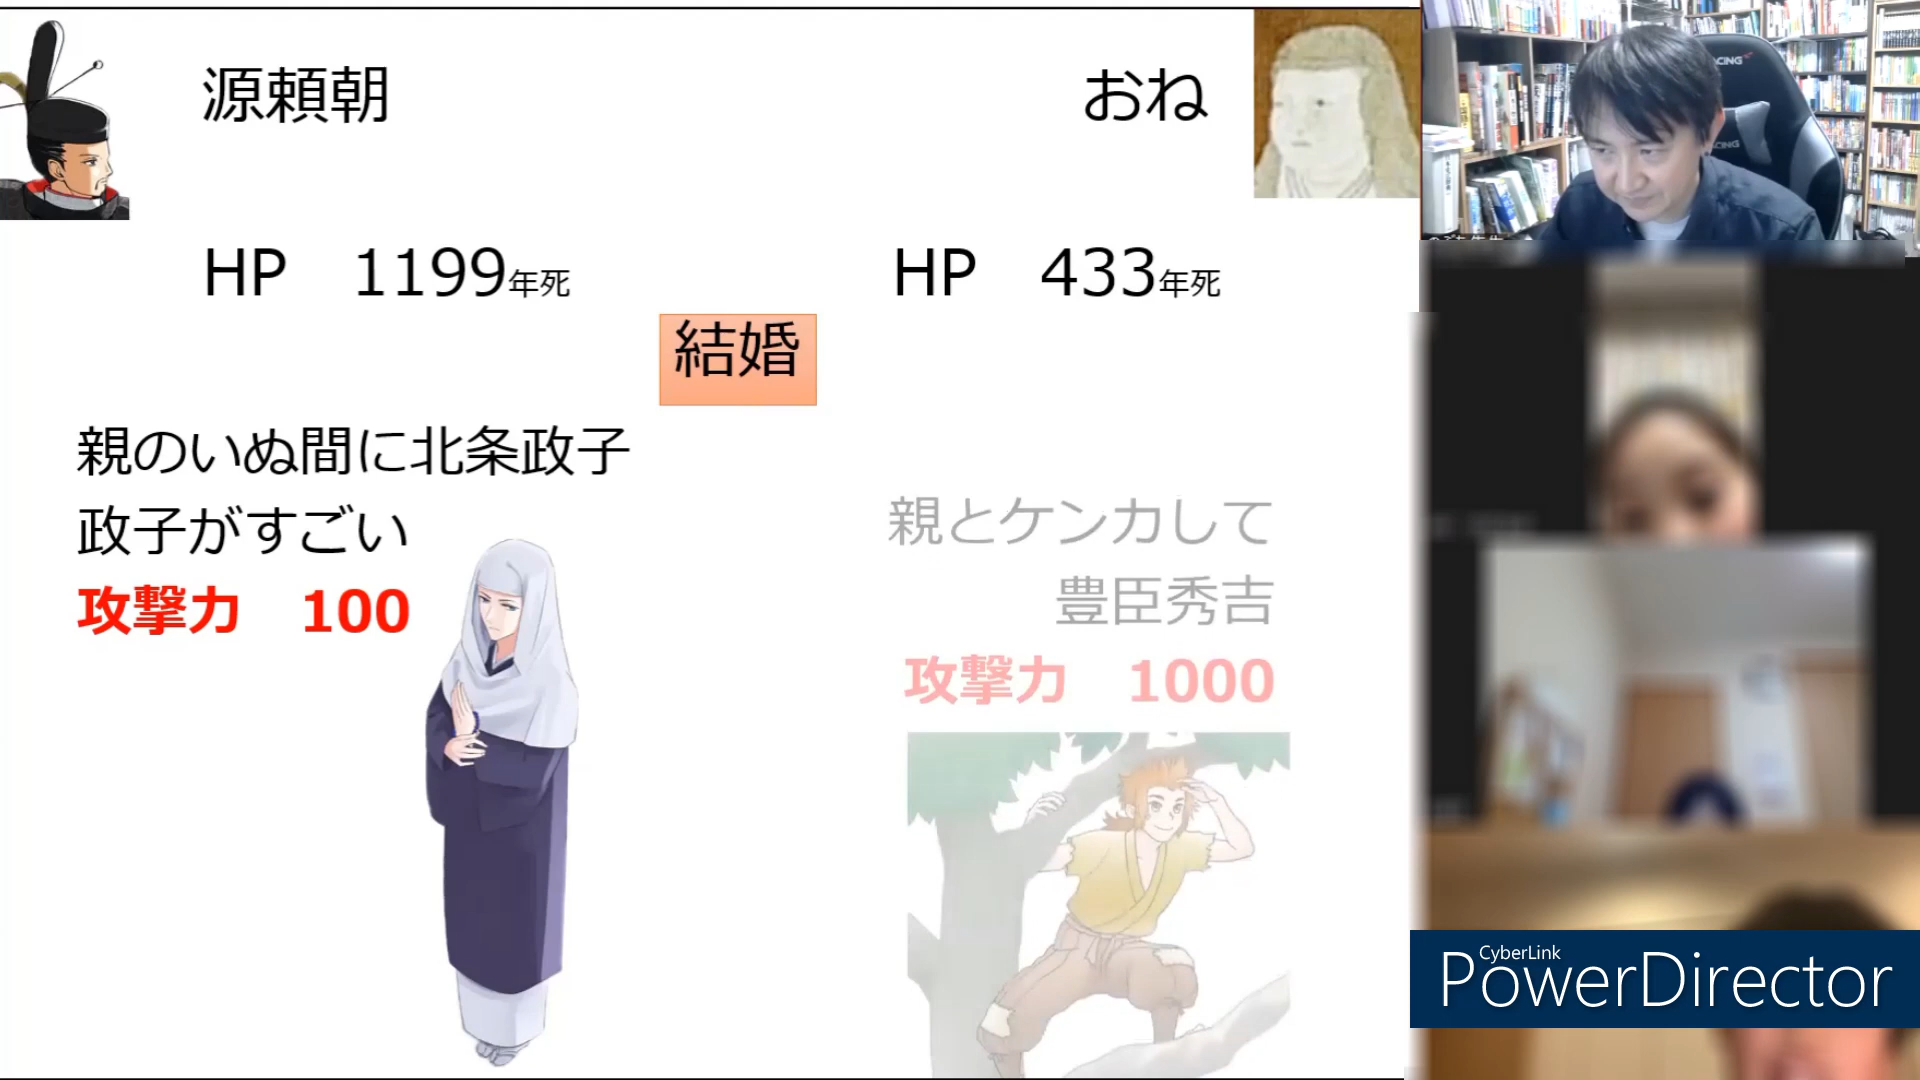 源頼朝
おね
HP 1199年死
HP 433年死
結婚
親のいぬ間に北条政子
政子がすごい
攻撃力 100
親とケンカして
豊臣秀吉
攻撃力 1000
CyberLink
PowerDirector